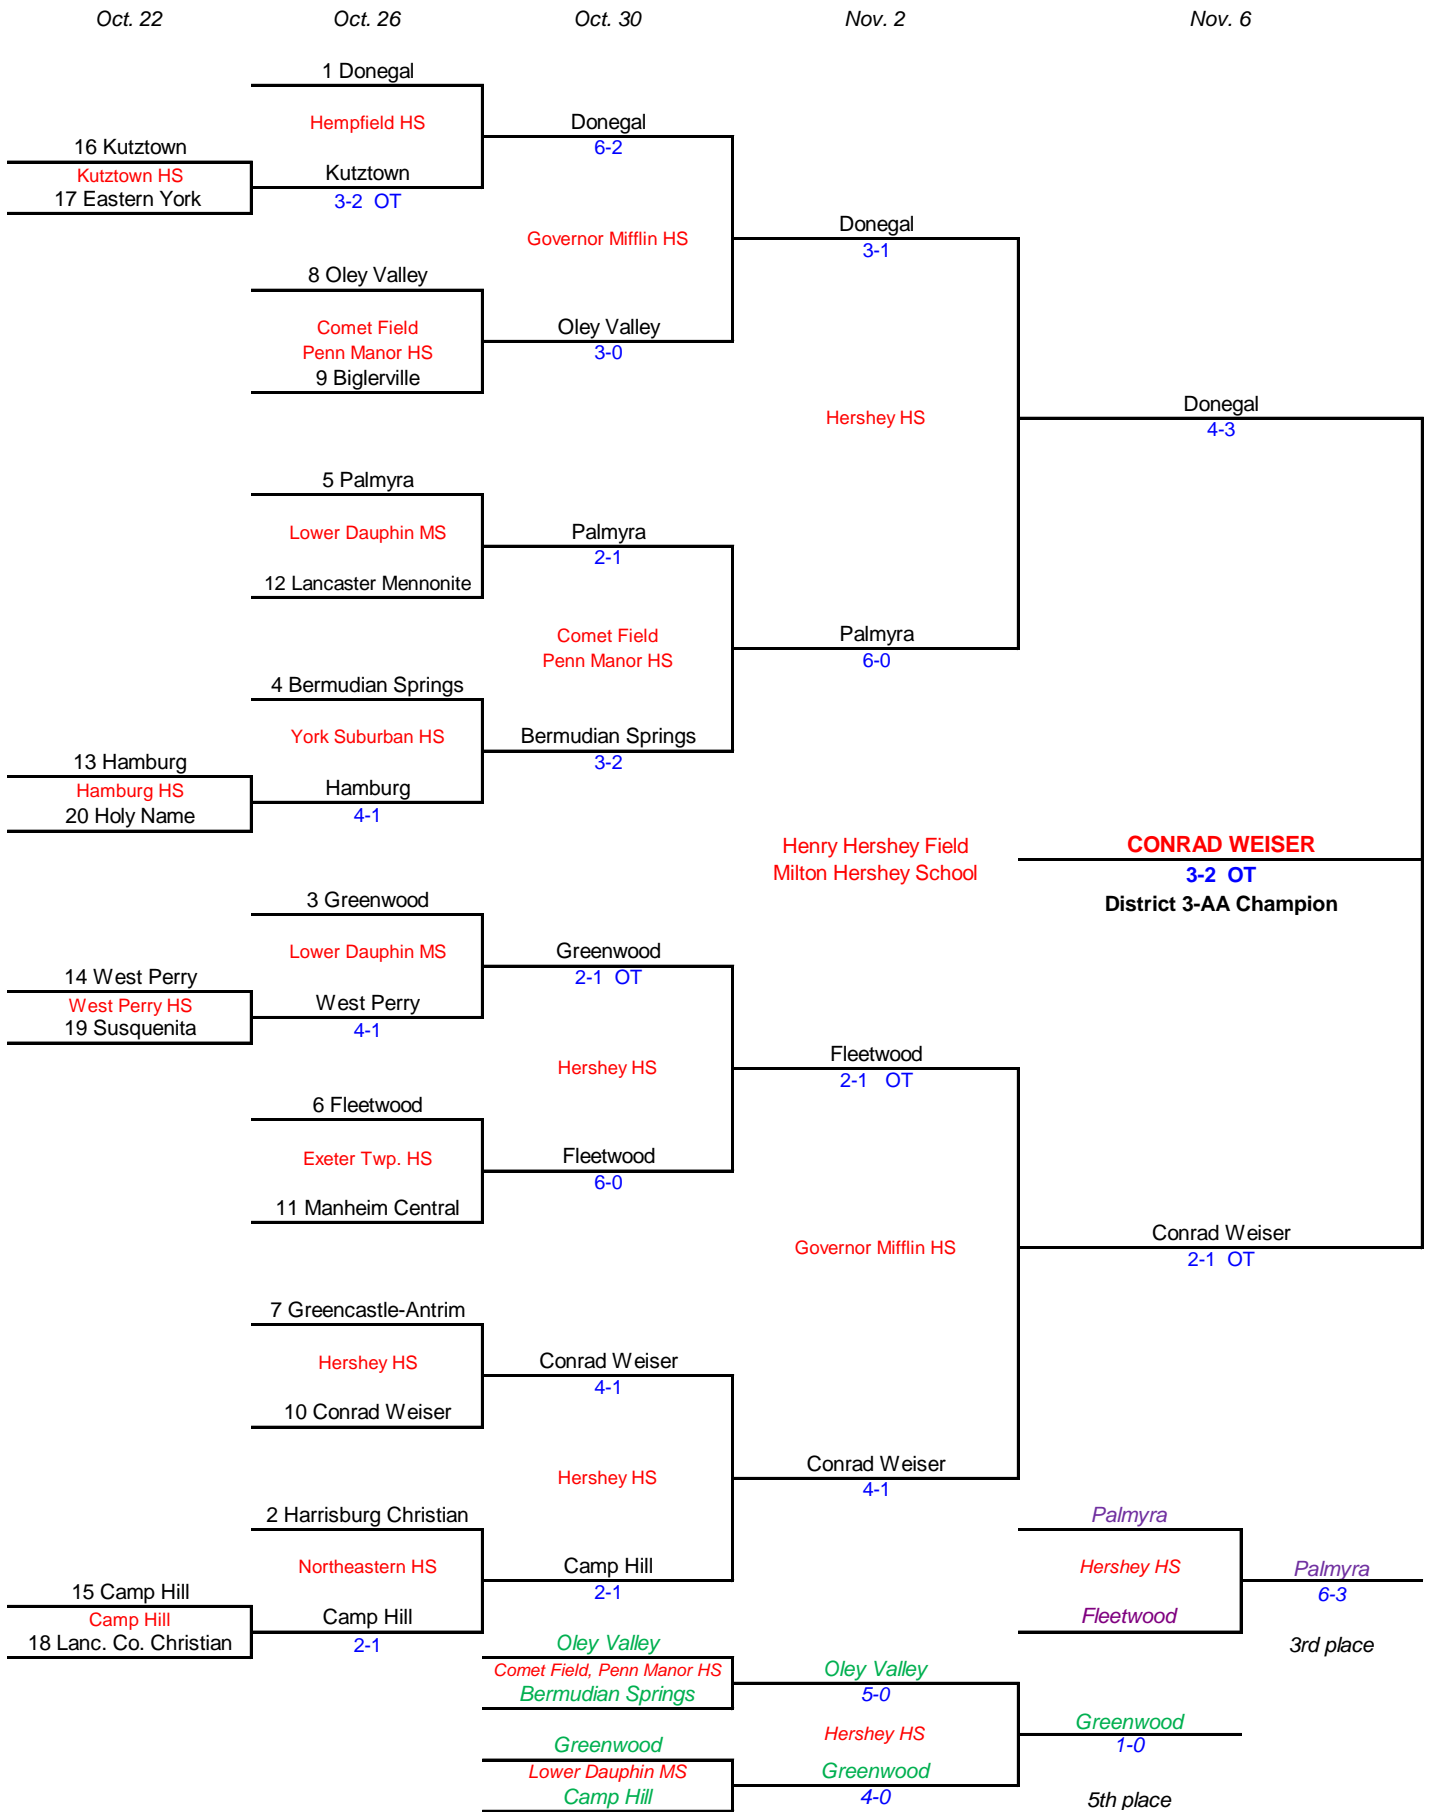 Oct. 22
Oct. 26
Oct. 30
Nov. 2
Nov. 6
1 Donegal
Hempfield HS
Donegal
6-2
16 Kutztown
Kutztown HS
17 Eastern York
Kutztown
3-2 OT
Governor Mifflin HS
Donegal
3-1
8 Oley Valley
Comet Field
Penn Manor HS
9 Biglerville
Oley Valley
3-0
Hershey HS
Donegal
4-3
5 Palmyra
Lower Dauphin MS
12 Lancaster Mennonite
Palmyra
2-1
Comet Field
Penn Manor HS
Palmyra
6-0
4 Bermudian Springs
York Suburban HS
Bermudian Springs
3-2
13 Hamburg
Hamburg HS
20 Holy Name
Hamburg
4-1
Henry Hershey Field
Milton Hershey School
CONRAD WEISER
3-2 OT
District 3-AA Champion
3 Greenwood
Lower Dauphin MS
Greenwood
2-1 OT
14 West Perry
West Perry HS
19 Susquenita
West Perry
4-1
Hershey HS
Fleetwood
2-1 OT
6 Fleetwood
Exeter Twp. HS
11 Manheim Central
Fleetwood
6-0
Governor Mifflin HS
Conrad Weiser
2-1 OT
7 Greencastle-Antrim
Hershey HS
10 Conrad Weiser
Conrad Weiser
4-1
Hershey HS
Conrad Weiser
4-1
2 Harrisburg Christian
Northeastern HS
Camp Hill
2-1
15 Camp Hill
Camp Hill
18 Lanc. Co. Christian
Camp Hill
2-1
Palmyra
Hershey HS
Fleetwood
Palmyra
6-3
3rd place
Oley Valley
Comet Field, Penn Manor HS
Bermudian Springs
Oley Valley
5-0
Hershey HS
Greenwood
1-0
Greenwood
Lower Dauphin MS
Camp Hill
Greenwood
4-0
5th place